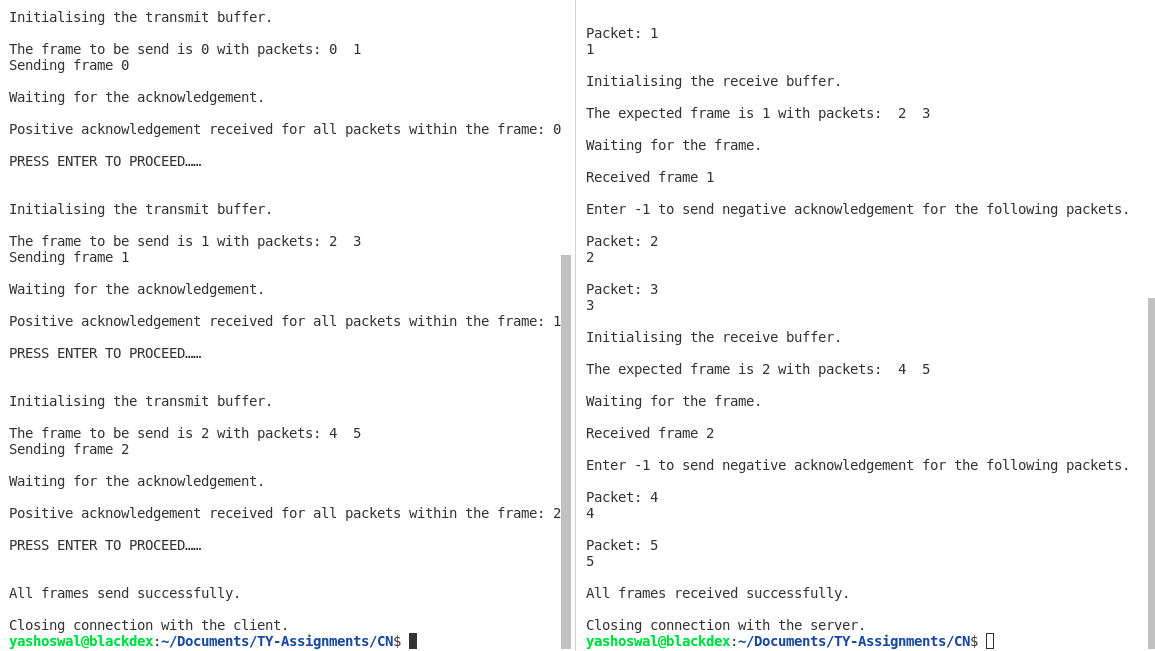 Initialising the transmit buffer.
The frame to be send is 0 with packets: 0  1
Sending frame 0
Waiting for the acknowledgement.
Positive acknowledgement received for all packets within the frame: 0
PRESS ENTER TO PROCEED……
Initialising the transmit buffer.
The frame to be send is 1 with packets: 2  3
Sending frame 1
Waiting for the acknowledgement.
Positive acknowledgement received for all packets within the frame: 1
PRESS ENTER TO PROCEED……
Initialising the transmit buffer.
The frame to be send is 2 with packets: 4  5
Sending frame 2
Waiting for the acknowledgement.
Positive acknowledgement received for all packets within the frame: 2
PRESS ENTER TO PROCEED……
All frames send successfully.
Closing connection with the client.
yashoswal@blackdex:~/Documents/TY-Assignments/CN$
Packet: 1
1
Initialising the receive buffer.
The expected frame is 1 with packets:  2  3
Waiting for the frame.
Received frame 1
Enter -1 to send negative acknowledgement for the following packets.
Packet: 2
2
Packet: 3
3
Initialising the receive buffer.
The expected frame is 2 with packets:  4  5
Waiting for the frame.
Received frame 2
Enter -1 to send negative acknowledgement for the following packets.
Packet: 4
4
Packet: 5
5
All frames received successfully.
Closing connection with the server.
yashoswal@blackdex:~/Documents/TY-Assignments/CN$